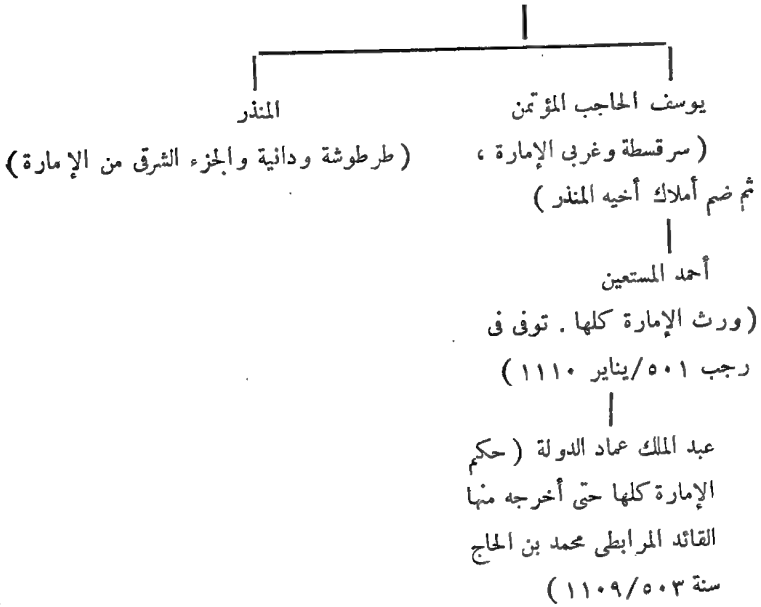 يوسف الحاجب المؤتمن
( سرقسطة وغربى الإمارة ،
ثم ضم أملاك أخيه المنذر )
المنذر
( طرطوشة ودانية والجزء الشرقى من الإمارة )
أحمد المستعين
( ورث الإمارة كلها . توفى فى
رجب ٥٠١/يناير ١١١٠ )
عبد الملك عماد الدولة ( حكم
الإمارة كلها حتى أخرجه منها
القائد المرابطى محمد بن الحاج
سنة ١١٠٩/٥٠٣ )